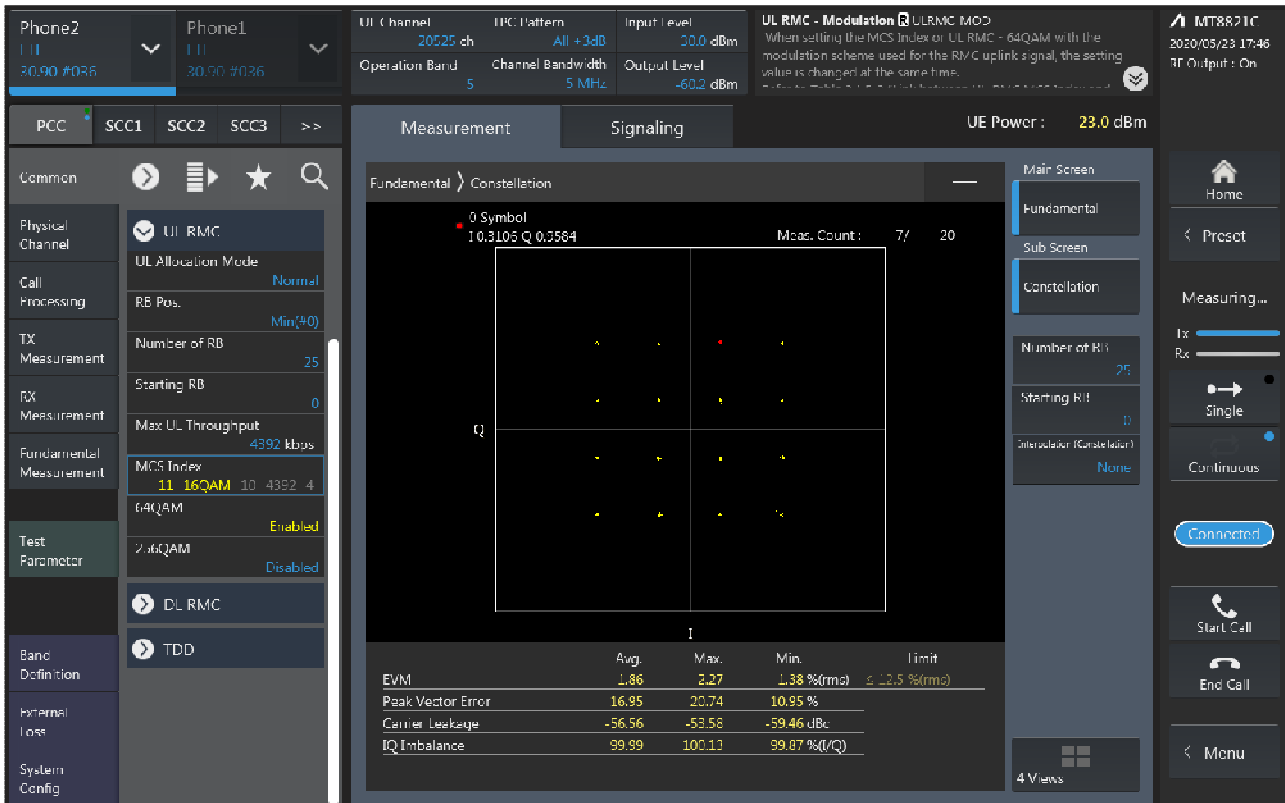 Phone2
LTE
30.90 #036
Phone1
LTE
30.90 #036
UL Channel
20525 ch
TPC Pattern
All +3dB
Input Level
30.0 dBm
Operation Band
5
Channel Bandwidth
5 MHz
Output Level
-60.2 dBm
UL RMC - Modulation R ULRMC_MOD
When setting the MCS Index or UL RMC - 64QAM with the
modulation scheme used for the RMC uplink signal, the setting
value is changed at the same time.
MT8821C
2020/05/23 17:46
RF Output : On
PCC
SCC1
SCC2
SCC3
>>
Measurement
Signaling
UE Power : 23.0 dBm
Common
Physical
Channel
Call
Processing
TX
Measurement
RX
Measurement
Fundamental
Measurement
Test
Parameter
Band
Definition
External
Loss
System
Config
UL RMC
UL Allocation Mode
Normal
RB Pos.
Min(#0)
Number of RB
25
Starting RB
0
Max UL Throughput
4392 kbps
MCS Index
11 16QAM 10 4392 4
64QAM
Enabled
256QAM
Disabled
DL RMC
TDD
Fundamental 〉 Constellation
0 Symbol
I 0.3106 Q 0.9584
Meas. Count : 7/ 20
Q
I
Avg. Max. Min. Limit
EVM 1.86 2.27 1.38 %(rms) ≤ 12.5 %(rms)
Peak Vector Error 16.95 20.74 10.95 %
Carrier Leakage -56.56 -53.58 -59.46 dBc
IQ Imbalance 99.99 100.13 99.87 %(I/Q)
Main Screen
Fundamental
Sub Screen
Constellation
Number of RB
25
Starting RB
0
Interpolation (Constellation)
None
4 Views
Home
< Preset
Measuring...
Tx
Rx
Single
Continuous
Connected
Start Call
End Call
< Menu